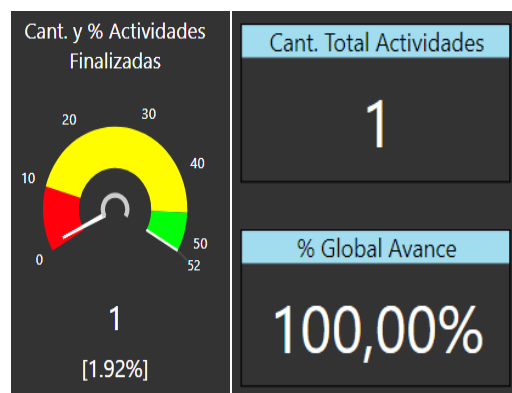 Cant. y % Actividades
Finalizadas
0
10
20
30
40
50
52
1
[1.92%]
Cant. Total Actividades
1
% Global Avance
100,00%